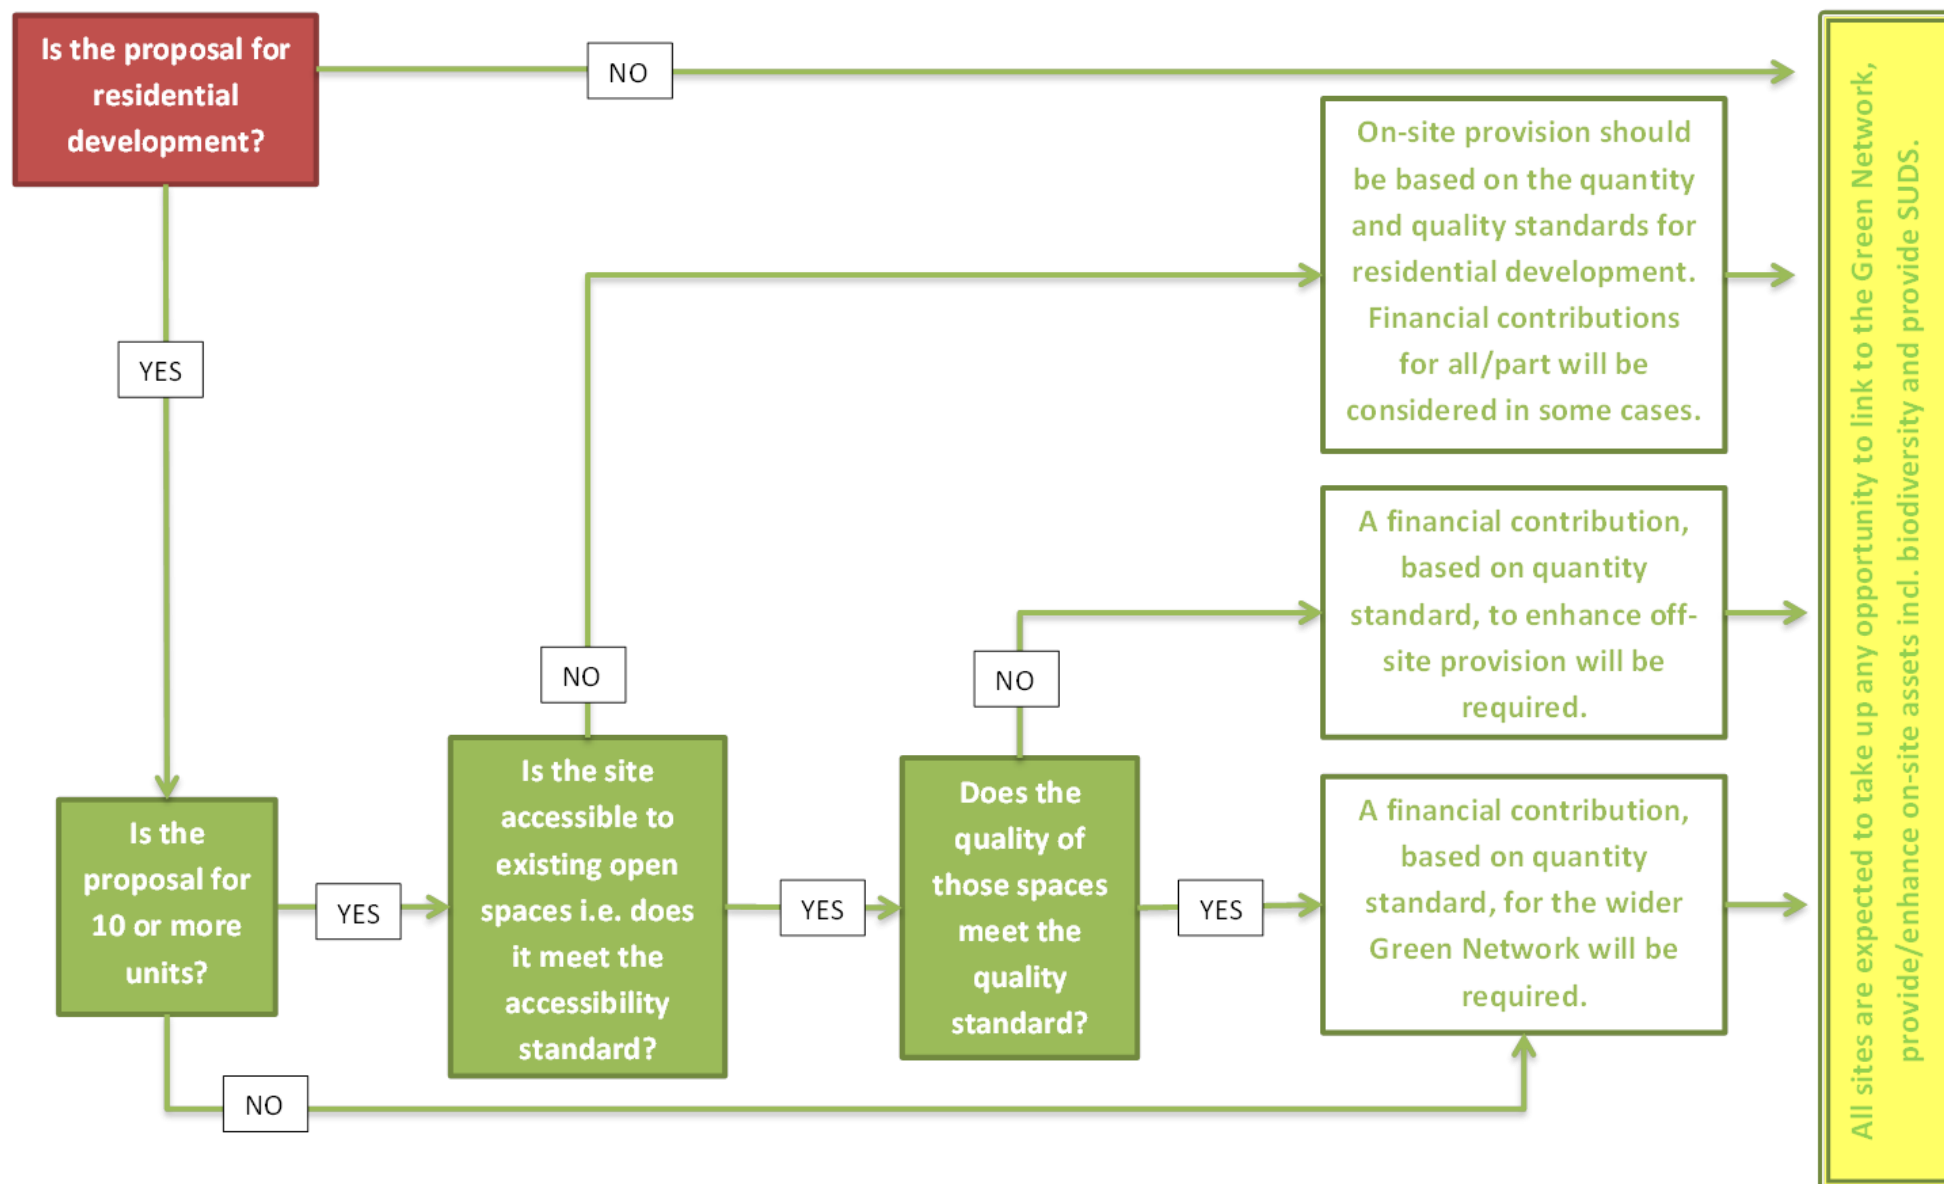 Is the proposal for
residential
development?
NO
YES
On-site provision should
be based on the quantity
and quality standards for
residential development.
Financial contributions
for all/part will be
considered in some cases.
NO
NO
A financial contribution,
based on quantity
standard, to enhance off-
site provision will be
required.
Is the
proposal for
10 or more
units?
YES
Is the site
accessible to
existing open
spaces i.e. does
it meet the
accessibility
standard?
YES
Does the
quality of
those spaces
meet the
quality
standard?
YES
A financial contribution,
based on quantity
standard, for the wider
Green Network will be
required.
NO
All sites are expected to take up any opportunity to link to the Green Network,
provide/enhance on-site assets incl. biodiversity and provide SUDS.